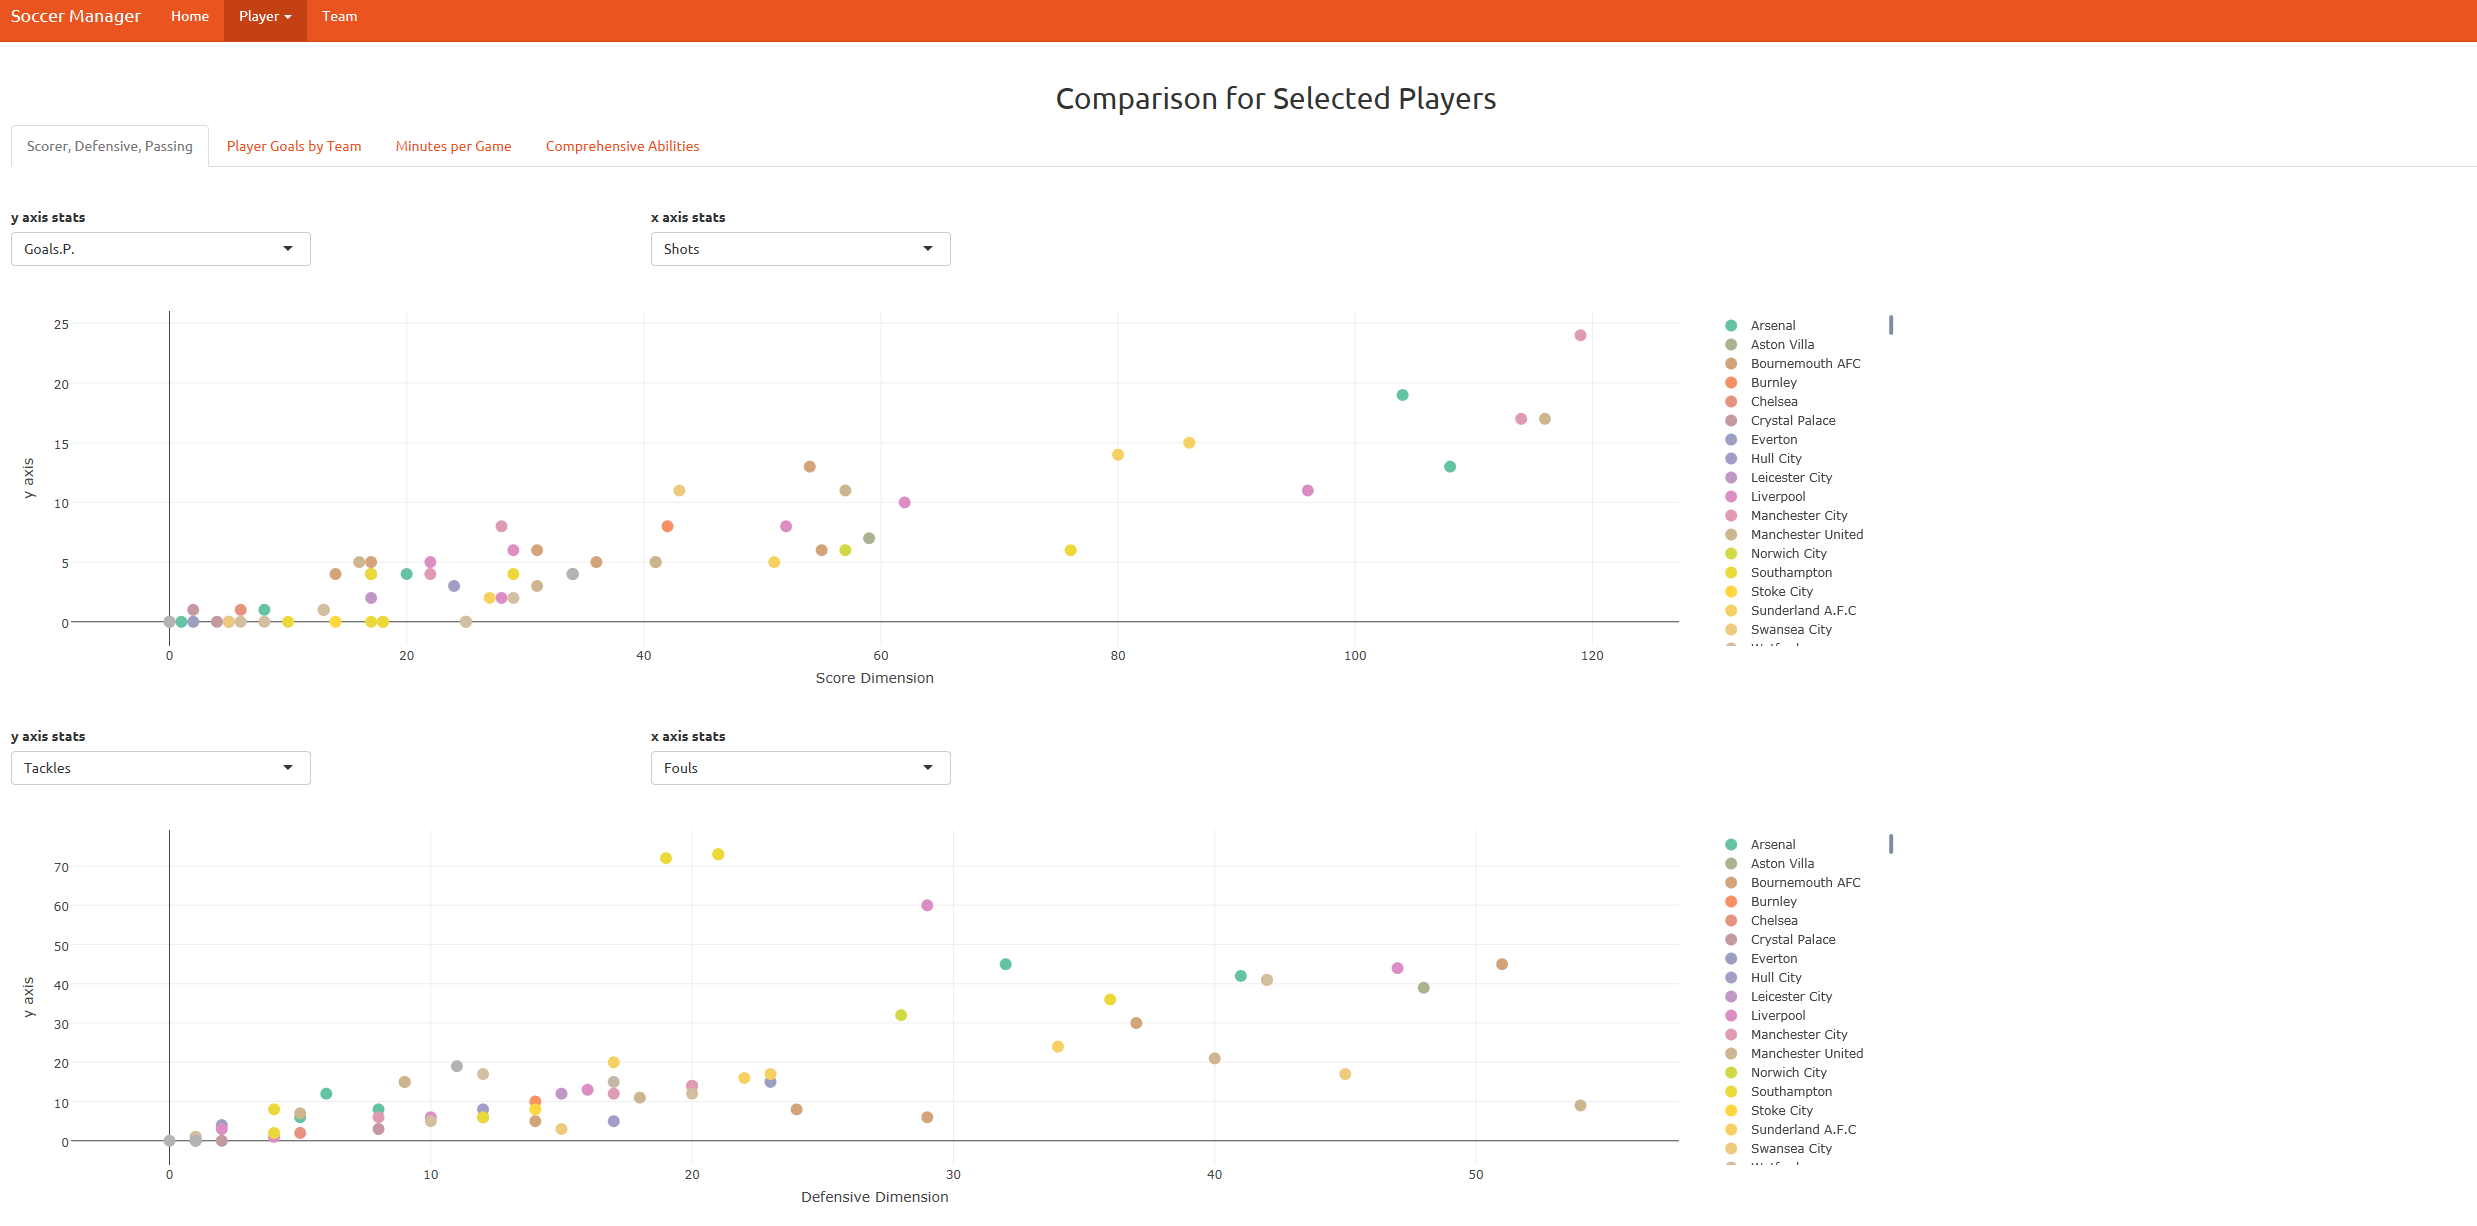 Soccer Manager Home Player Team
Comparison for Selected Players
Scorer, Defensive, Passing Player Goals by Team Minutes per Game Comprehensive Abilities
y axis stats x axis stats
Goals.P. Shots
25
20
15
10
5
0
y axis
0 20 40 60 80 100 120
Score Dimension
Arsenal
Aston Villa
Bournemouth AFC
Burnley
Chelsea
Crystal Palace
Everton
Hull City
Leicester City
Liverpool
Manchester City
Manchester United
Norwich City
Southampton
Stoke City
Sunderland A.F.C
Swansea City
y axis stats x axis stats
Tackles Fouls
70
60
50
40
30
20
10
0
y axis
0 10 20 30 40 50
Defensive Dimension
Arsenal
Aston Villa
Bournemouth AFC
Burnley
Chelsea
Crystal Palace
Everton
Hull City
Leicester City
Liverpool
Manchester City
Manchester United
Norwich City
Southampton
Stoke City
Sunderland A.F.C
Swansea City